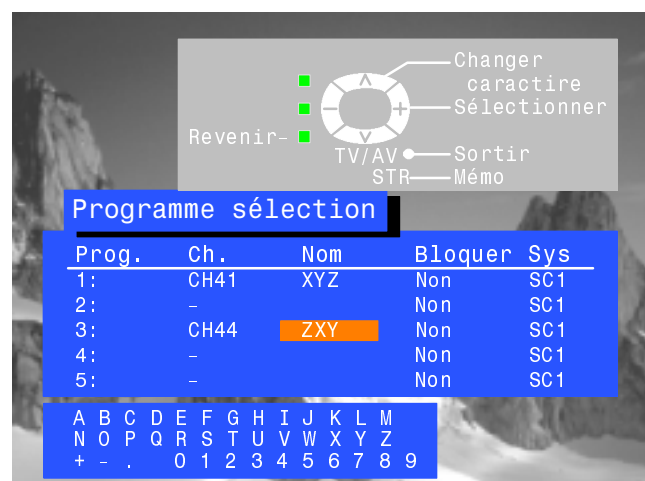 Changer
caractire
Sélectionner
Revenir-
TV/AV Sortir
STR Mémo
Programme sélection
Prog. Ch. Nom Bloquer Sys
1: CH41 XYZ Non SC1
2: - Non SC1
3: CH44 ZXY Non SC1
4: - Non SC1
5: - Non SC1
A B C D E F G H I J K L M
N O P Q R S T U V W X Y Z
+ - . 0 1 2 3 4 5 6 7 8 9